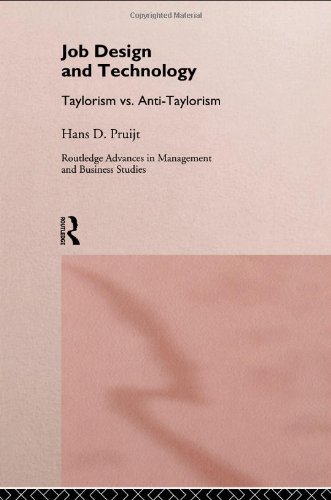 Copyrighted Material
Job Design
and Technology
Taylorism vs. Anti-Taylorism
Hans D. Pruijt
Routledge Advances in Management
and Business Studies
ROUTLEDGE